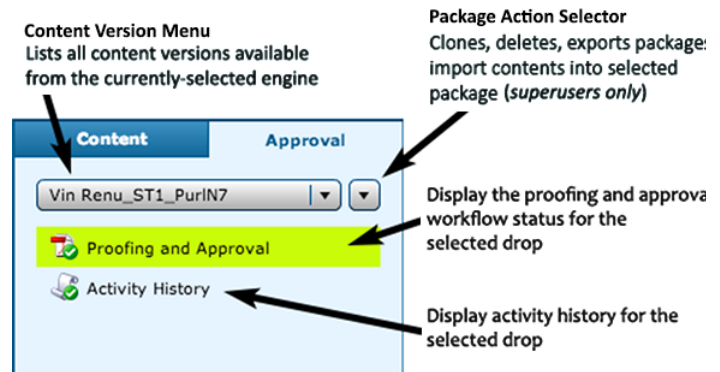 Content Version Menu
Lists all content versions available
from the currently-selected engine
Package Action Selector
Clones, deletes, exports packages
import contents into selected
package (superusers only)
Content
Approval
Vin Renu_ST1_PurlN7
Proofing and Approval
Activity History
Display the proofing and approva
workflow status for the
selected drop
Display activity history for the
selected drop